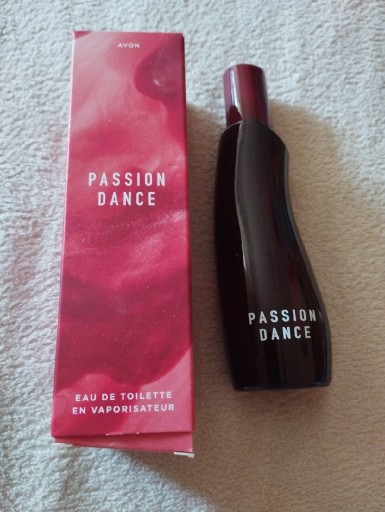 AVON
PASSION
DANCE
EAU DE TOILETTE
EN VAPORISATEUR
PASSION
DANCE